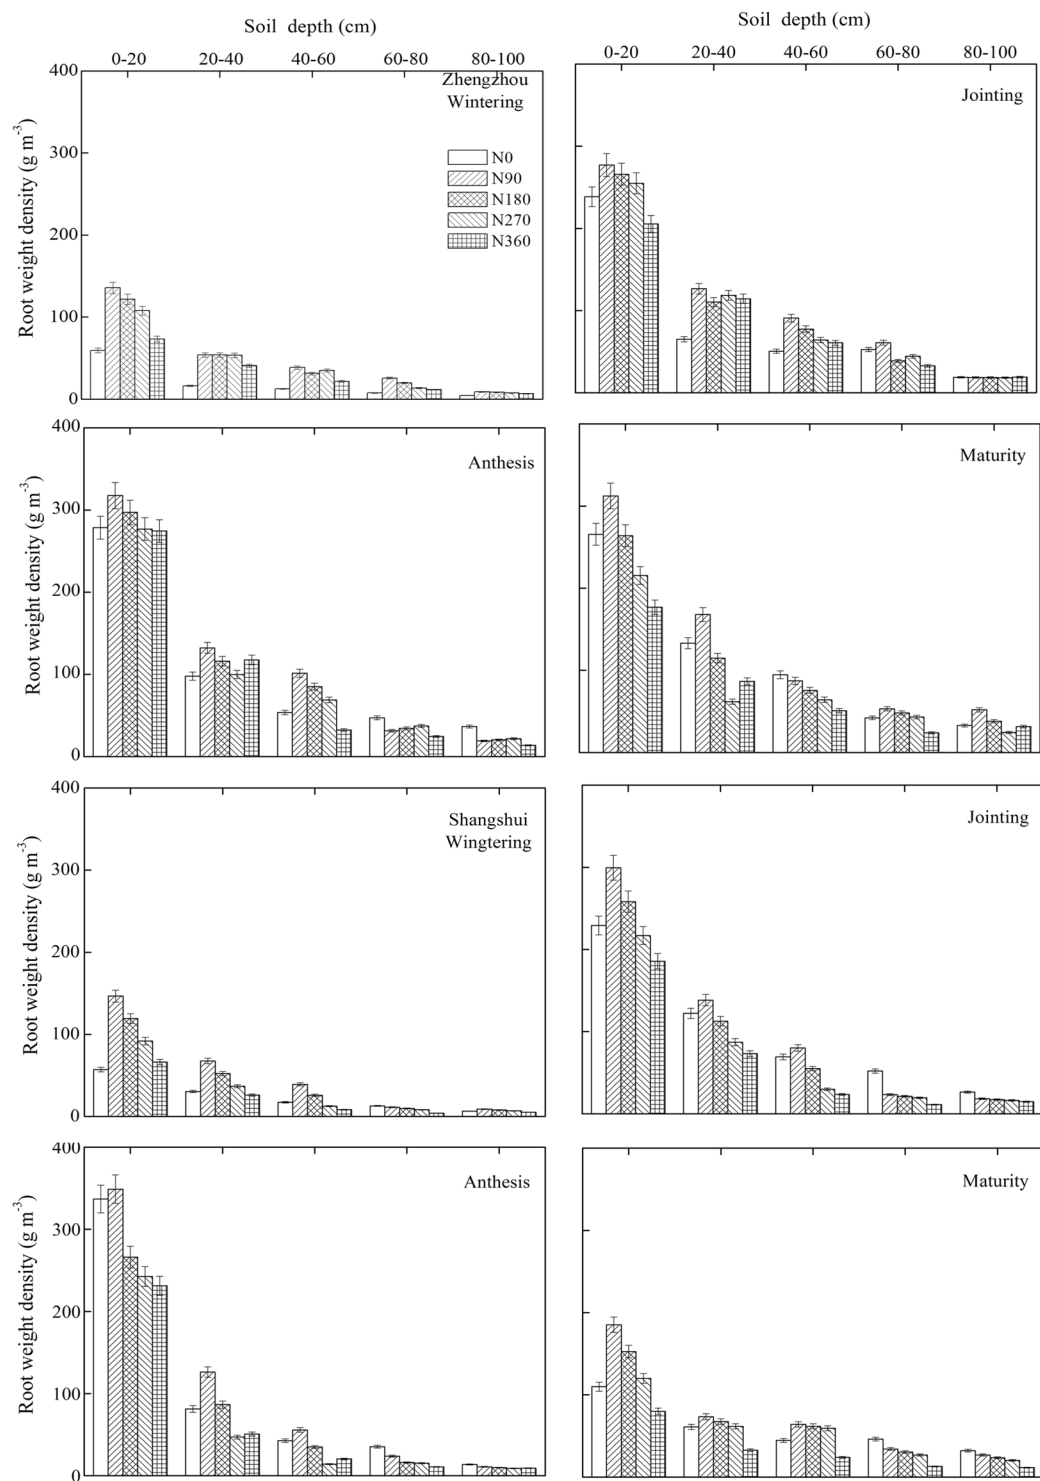 Soil depth (cm)
Soil depth (cm)
0-20 20-40 40-60 60-80 80-100
0-20 20-40 40-60 60-80 80-100
Root weight density (g m-3)
400
300
200
100
0
Zhengzhou
Wintering
N0
N90
N180
N270
N360
Jointing
Root weight density (g m-3)
400
300
200
100
0
Anthesis
Maturity
Root weight density (g m-3)
400
300
200
100
0
Shangshui
Wingtering
Jointing
Root weight density (g m-3)
400
300
200
100
0
Anthesis
Maturity